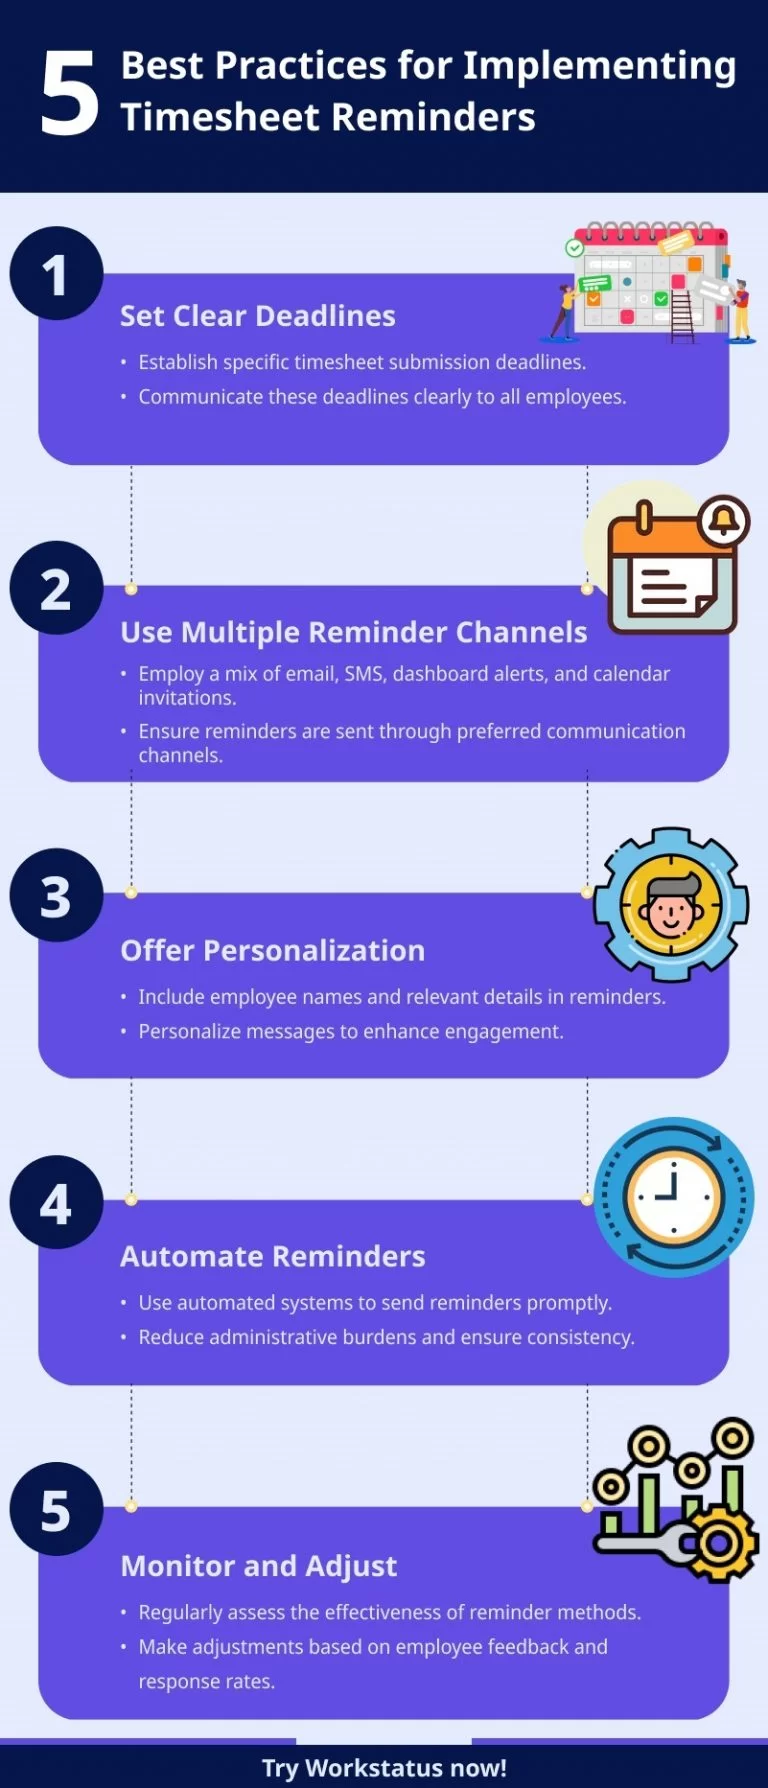 5
Best Practices for Implementing
Timesheet Reminders
1
Set Clear Deadlines
• Establish specific timesheet submission deadlines.
• Communicate these deadlines clearly to all employees.
2
Use Multiple Reminder Channels
• Employ a mix of email, SMS, dashboard alerts, and calendar
invitations.
• Ensure reminders are sent through preferred communication
channels.
3
Offer Personalization
• Include employee names and relevant details in reminders.
• Personalize messages to enhance engagement.
4
Automate Reminders
• Use automated systems to send reminders promptly.
• Reduce administrative burdens and ensure consistency.
5
Monitor and Adjust
• Regularly assess the effectiveness of reminder methods.
• Make adjustments based on employee feedback and
response rates.
Try Workstatus now!